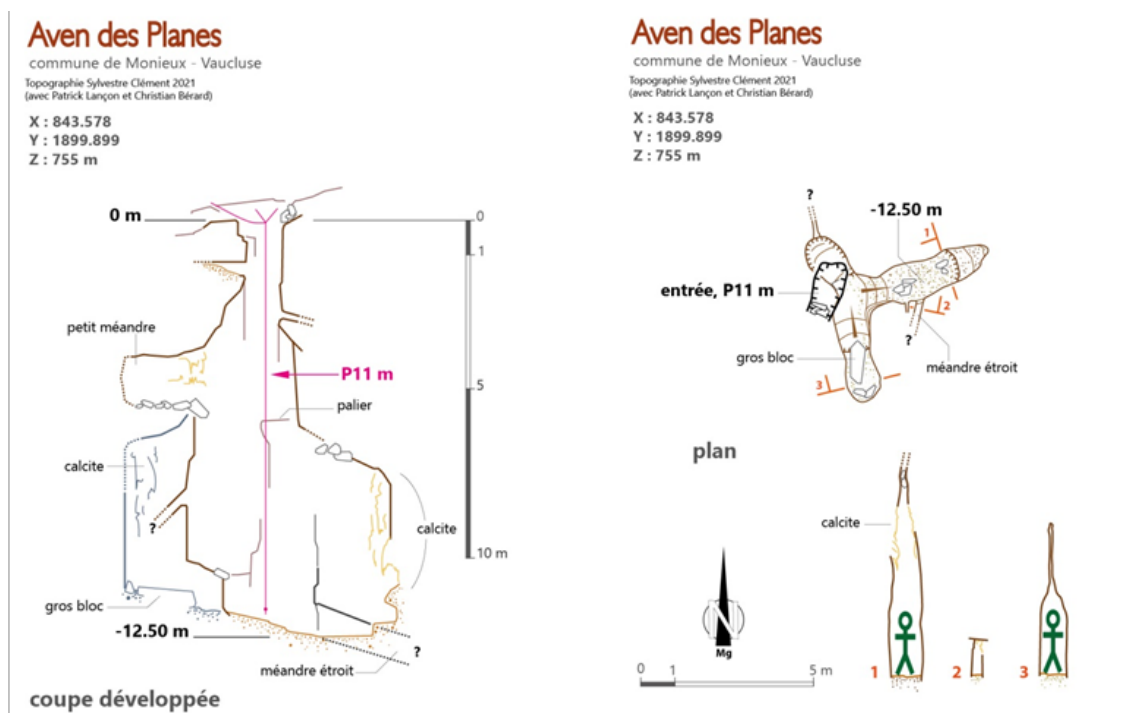 Aven des Planes
commune de Monieux - Vaucluse
Topographie Sylvestre Clément 2021
(avec Patrick Lançon et Christian Bérard)
X : 843.578
Y : 1899.899
Z : 755 m
0 m
0
1
petit méandre
P11 m
5
palier
calcite
?
calcite
10 m
gros bloc
-12.50 m
?
méandre étroit
coupe développée
Aven des Planes
commune de Monieux - Vaucluse
Topographie Sylvestre Clément 2021
(avec Patrick Lançon et Christian Bérard)
X : 843.578
Y : 1899.899
Z : 755 m
?
-12.50 m
1
entrée, P11 m
2
?
gros bloc
méandre étroit
3
plan
calcite
N
Mg
0 1 5 m
1 2 3